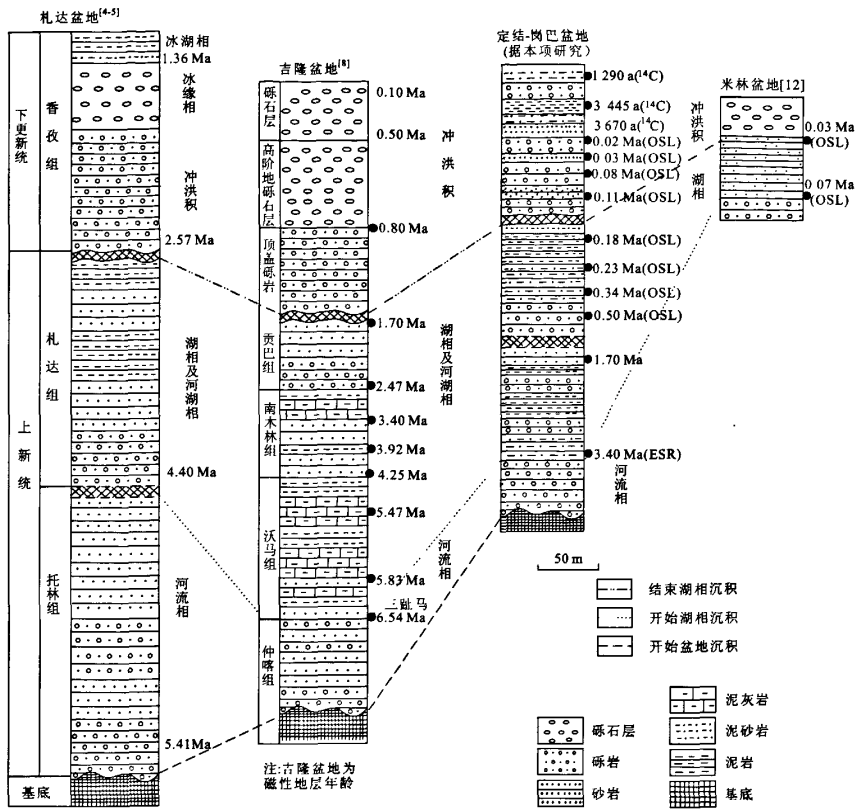 札达盆地[4-5]
下更新统
上新统
香孜组
札达组
托林组
基底
冰湖相
1.36 Ma
冰缘相
冲洪积
2.57 Ma
湖相及河湖相
4.40 Ma
河流相
5.41Ma
吉隆盆地[8]
砾石层
高阶地砾石层
顶盖砾岩
贡巴组
南木林组
沃马组
仲喀组
0.10 Ma
0.50 Ma
0.80 Ma
1.70 Ma
2.47 Ma
3.40 Ma
3.92 Ma
4.25 Ma
5.47 Ma
5.83 Ma
三趾马
6.54 Ma
冲洪积
湖相及河湖相
河流相
注:吉隆盆地为
磁性地层年龄
定结-岗巴盆地
(据本项研究)
1 290 a(14C)
3 445 a(14C)
3 670 a(14C)
0.02 Ma(OSL)
0 03 Ma(OSL)
0.08 Ma(OSL)
0.11 Ma(OSL)
0.18 Ma(OSL)
0.23 Ma(OSL)
0.34 Ma(OSL)
0.50 Ma(OSL)
1.70 Ma
3.40 Ma(ESR)
河流相
冲洪积
湖相
米林盆地[12]
0.03 Ma
(OSL)
0 07 Ma
(OSL)
50 m
结束湖相沉积
开始湖相沉积
开始盆地沉积
砾石层
砾岩
砂岩
泥灰岩
泥砂岩
泥岩
基底